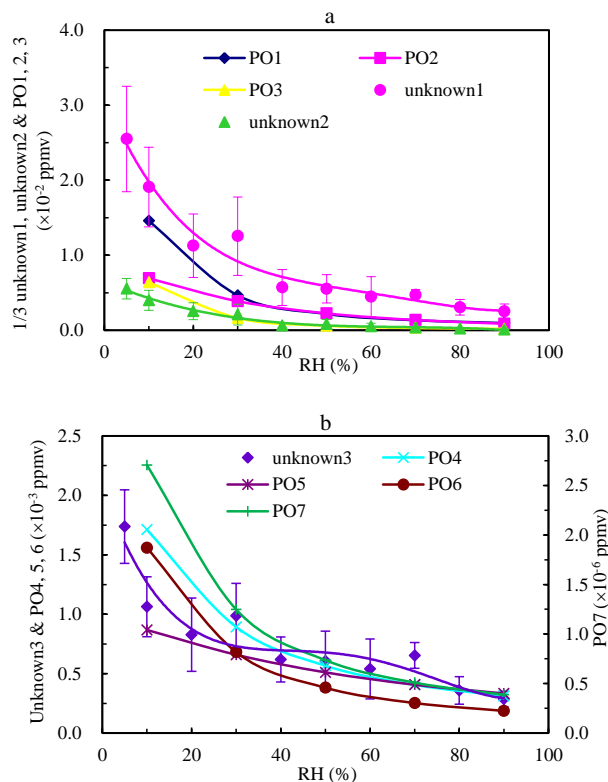 a
4.0
3.0
2.0
1.0
0.0
0 20 40 60 80 100
RH (%)
1/3 unknown1, unknown2 & PO1, 2, 3
(×10⁻² ppmv)
PO1 PO2
PO3 unknown1
unknown2
b
2.5
2.0
1.5
1.0
0.5
0.0
3.0
2.5
2.0
1.5
1.0
0.5
0.0
0 20 40 60 80 100
RH (%)
Unknown3 & PO4, 5, 6 (×10⁻³ ppmv)
PO7 (×10⁻⁶ ppmv)
unknown3 PO4
PO5 PO6
PO7